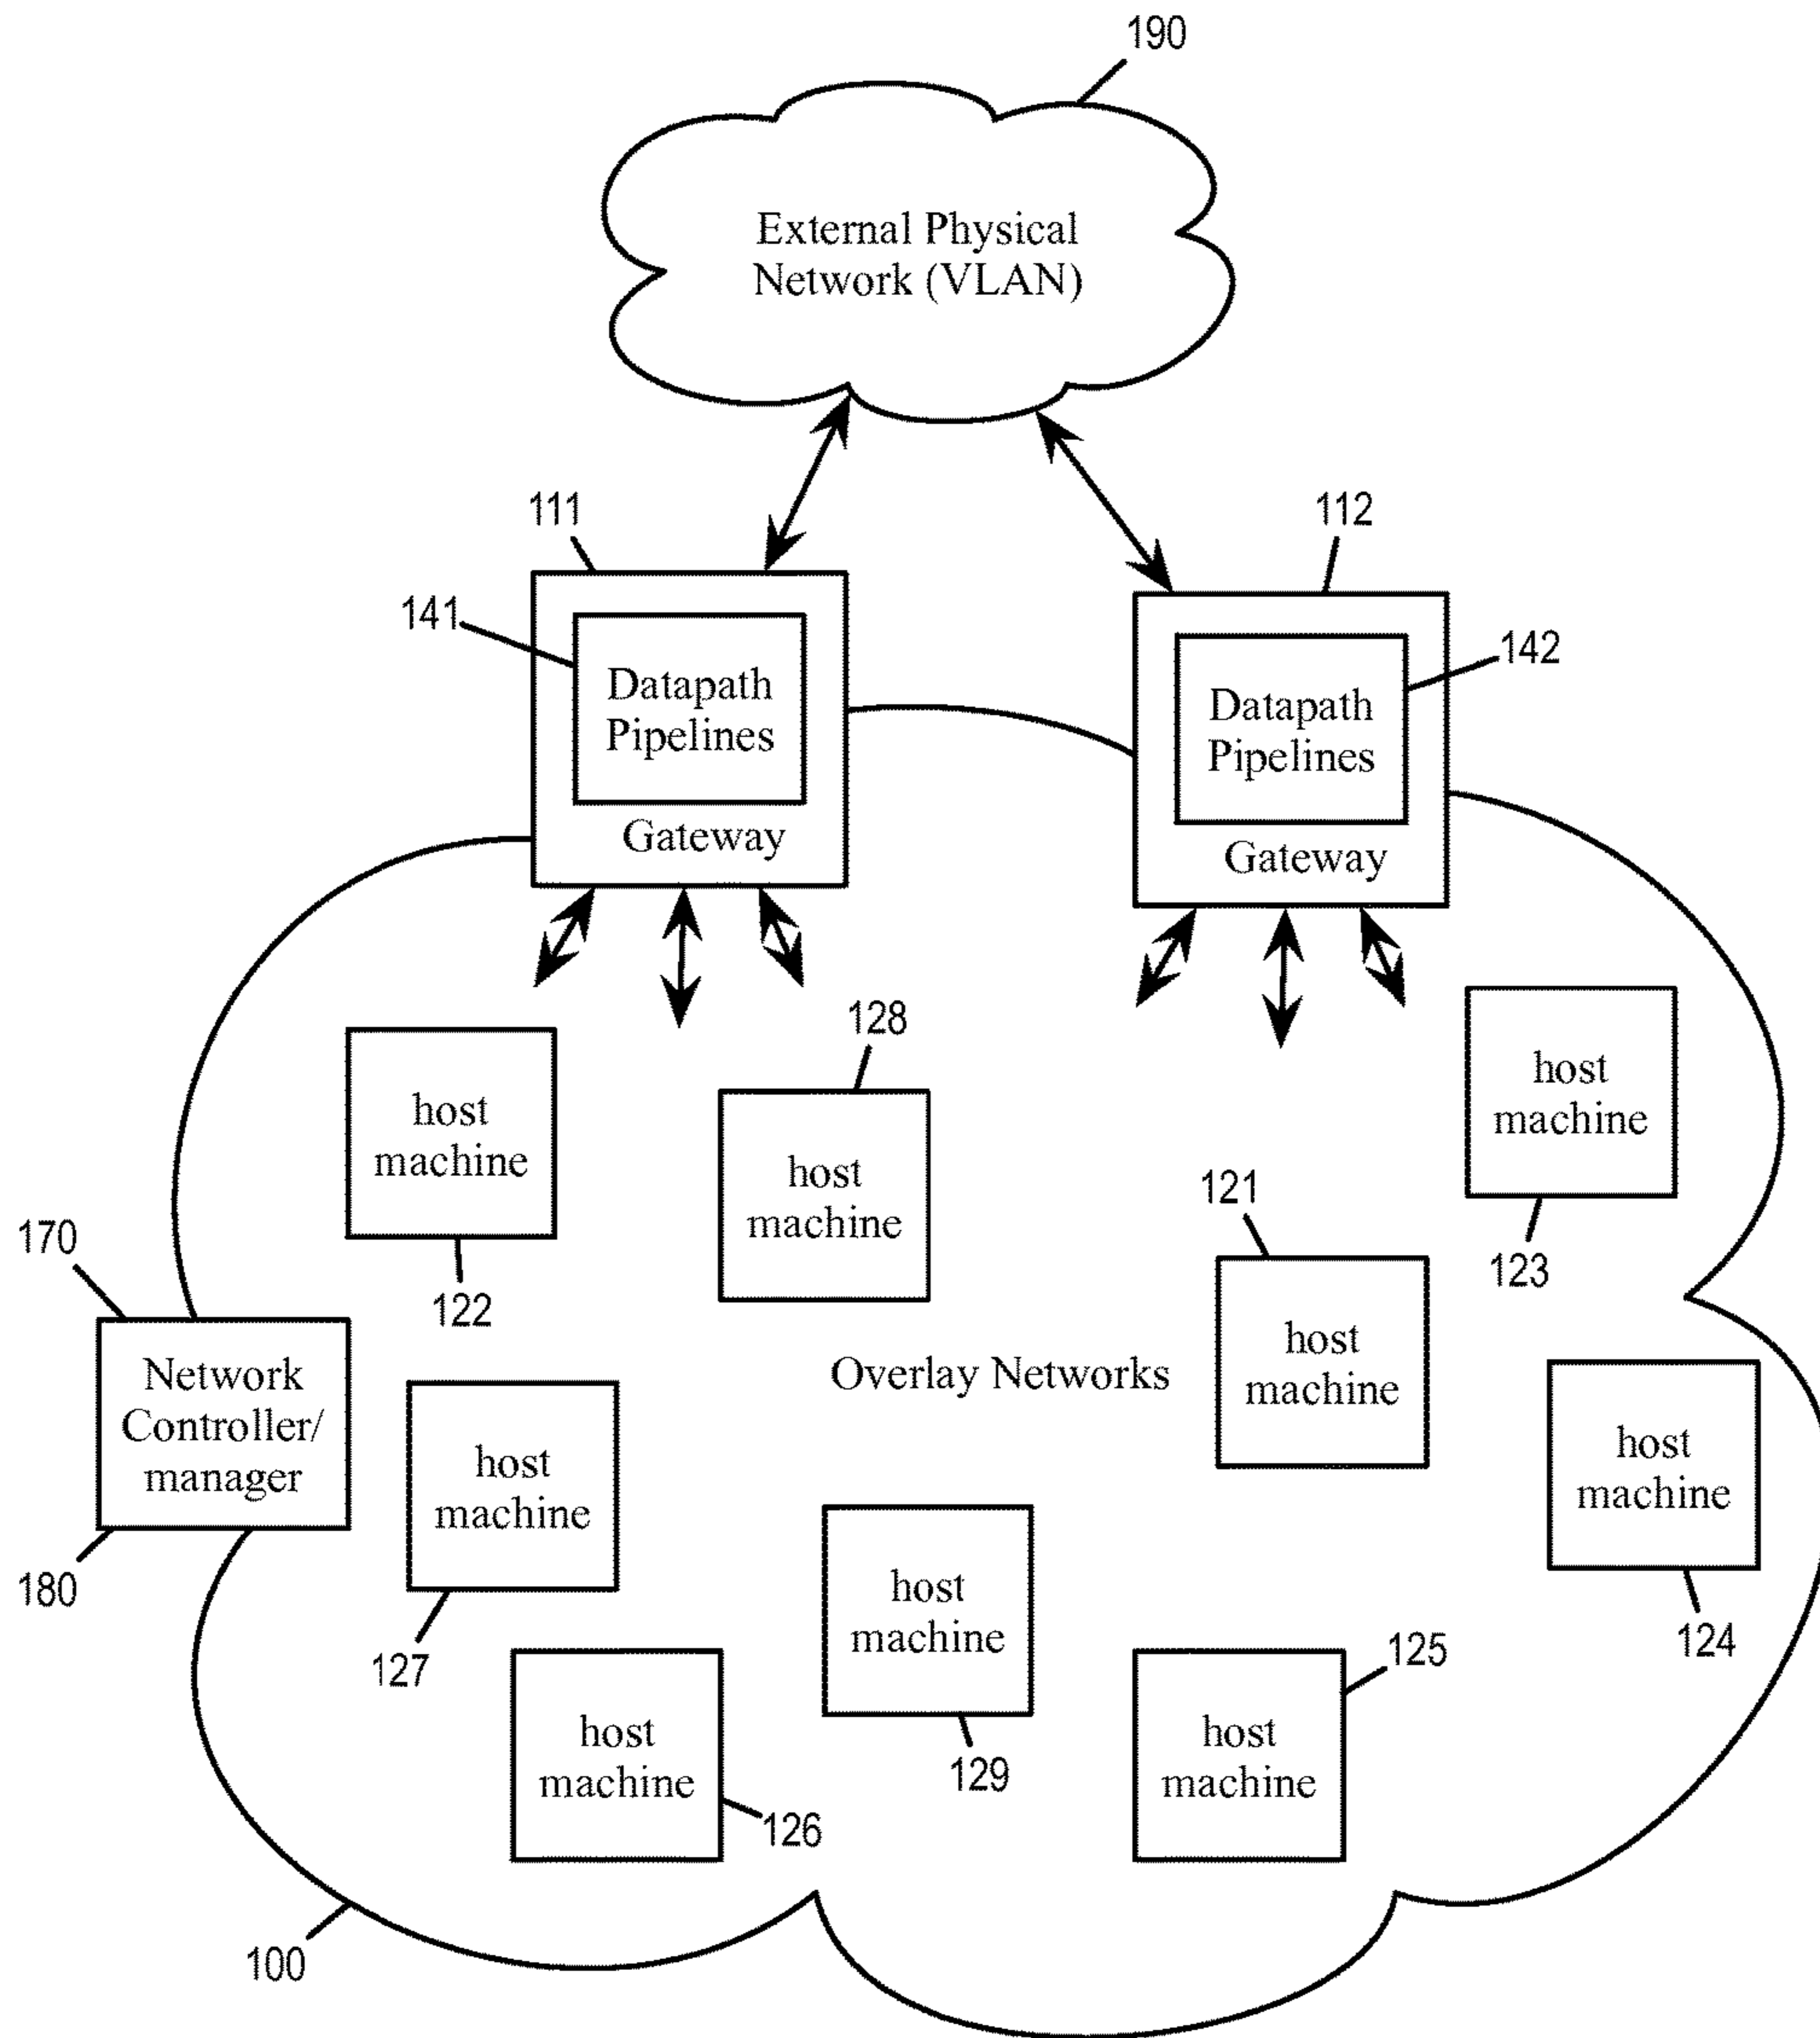 190
External Physical
Network (VLAN)
111
112
141
142
Datapath
Pipelines
Gateway
Datapath
Pipelines
Gateway
128
host
machine
122
host
machine
host
machine
123
121
host
machine
170
Network
Controller/
manager
180
Overlay Networks
host
machine
124
host
machine
127
host
machine
129
125
host
machine
host
machine
126
100